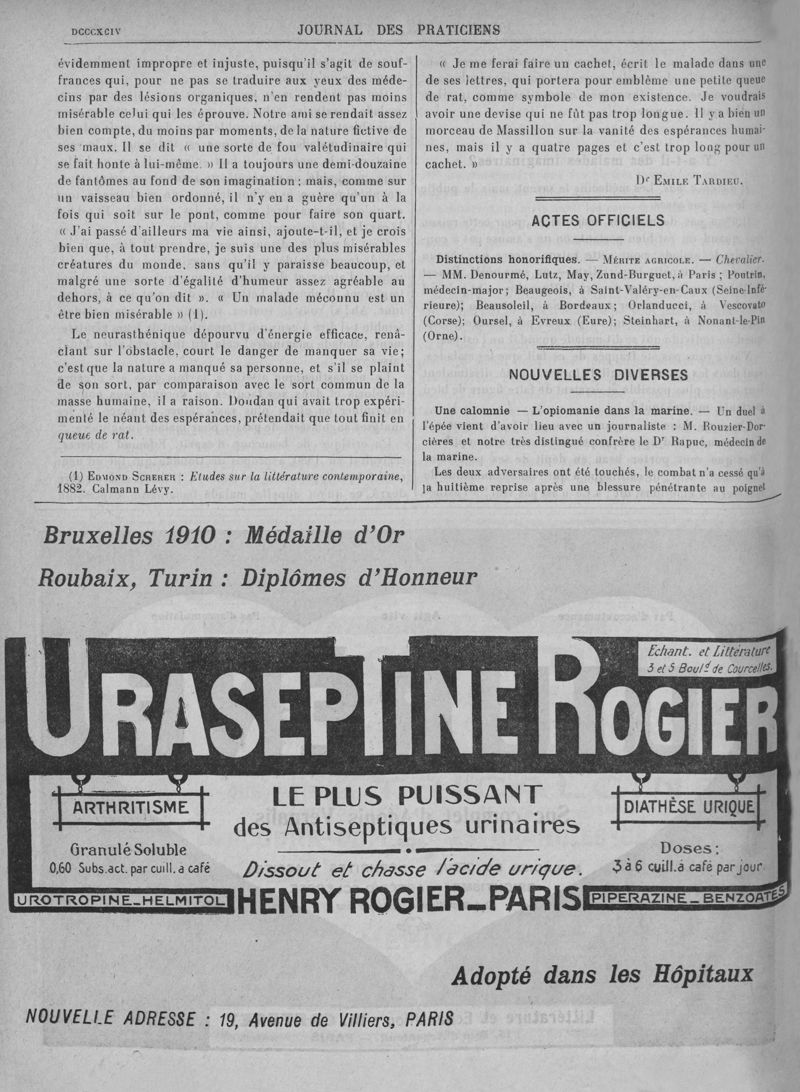 DCCCXCIV
JOURNAL DES PRATICIENS
évidemment impropre et injuste, puisqu'il s'agit de souf-
frances qui, pour ne pas se traduire aux yeux des méde-
cins par des lésions organiques, n'en rendent pas moins
misérable celui qui les éprouve. Notre ami se rendait assez
bien compte, du moins par moments, de la nature fictive de
ses maux. Il se dit « une sorte de fou valétudinaire qui
se fait honte à lui-même. » Il a toujours une demi-douzaine
de fantômes au fond de son imagination ; mais, comme sur
un vaisseau bien ordonné, il n'y en a guère qu'un à la
fois qui soit sur le pont, comme pour faire son quart.
« J'ai passé d'ailleurs ma vie ainsi, ajoute-t-il, et je crois
bien que, à tout prendre, je suis une des plus misérables
créatures du monde, sans qu'il y paraisse beaucoup, et
malgré une sorte d'égalité d'humeur assez agréable au
dehors, à ce qu'on dit ». « Un malade méconnu est un
être bien misérable » (1).
Le neurasthénique dépourvu d'énergie efficace, renâ-
clant sur l'obstacle, court le danger de manquer sa vie ;
c'est que la nature a manqué sa personne, et s'il se plaint
de son sort, par comparaison avec le sort commun de la
masse humaine, il a raison. Doudan qui avait trop expéri-
menté le néant des espérances, prétendait que tout finit en
queue de rat.
(1) EDMOND SCHERER : Etudes sur la littérature contemporaine,
1882. Calmann Lévy.
« Je me ferai faire un cachet, écrit le malade dans une
de ses lettres, qui portera pour emblème une petite queue
de rat, comme symbole de mon existence. Je voudrais
avoir une devise qui ne fût pas trop longue. Il y a bien un
morceau de Massillon sur la vanité des espérances humai-
nes, mais il y a quatre pages et c'est trop long pour un
cachet. »
Dr EMILE TARDIEU.
ACTES OFFICIELS
Distinctions honorifiques. — MÉRITE AGRICOLE. — Chevalier.
— MM. Denourmé, Lutz, May, Zund-Burguet, à Paris ; Poutrin,
médecin-major ; Beaugeois, à Saint-Valéry-en-Caux (Seine-Infé-
rieure); Beausoleil, à Bordeaux ; Orlanducci, à Vescovato
(Corse); Oursel, à Evreux (Eure) ; Steinhart, à Nonant-le-Pin
(Orne).
NOUVELLES DIVERSES
Une calomnie — L'opiomanie dans la marine. — Un duel à
l'épée vient d'avoir lieu avec un journaliste : M. Rouzier-Dor-
cières et notre très distingué confrère le Dr Rapuc, médecin de
la marine.
Les deux adversaires ont été touchés, le combat n'a cessé qu'à
la huitième reprise après une blessure pénétrante au poignet
Bruxelles 1910 : Médaille d'Or
Roubaix, Turin : Diplômes d'Honneur
Echant. et Littérature
3 et 5 Boul.d de Courcelles.
URASEPTINE ROGIER
ARTHRITISME
LE PLUS PUISSANT
des Antiseptiques urinaires
DIATHÈSE URIQUE
Granulé Soluble
0,60 Subs. act. par cuill. à café
Dissout et chasse l'acide urique.
Doses :
3 à 6 cuill. à café par jour
UROTROPINE_HELMITOL
HENRY ROGIER_PARIS
PIPERAZINE_BENZOATES
Adopté dans les Hôpitaux
NOUVELLE ADRESSE : 19, Avenue de Villiers, PARIS